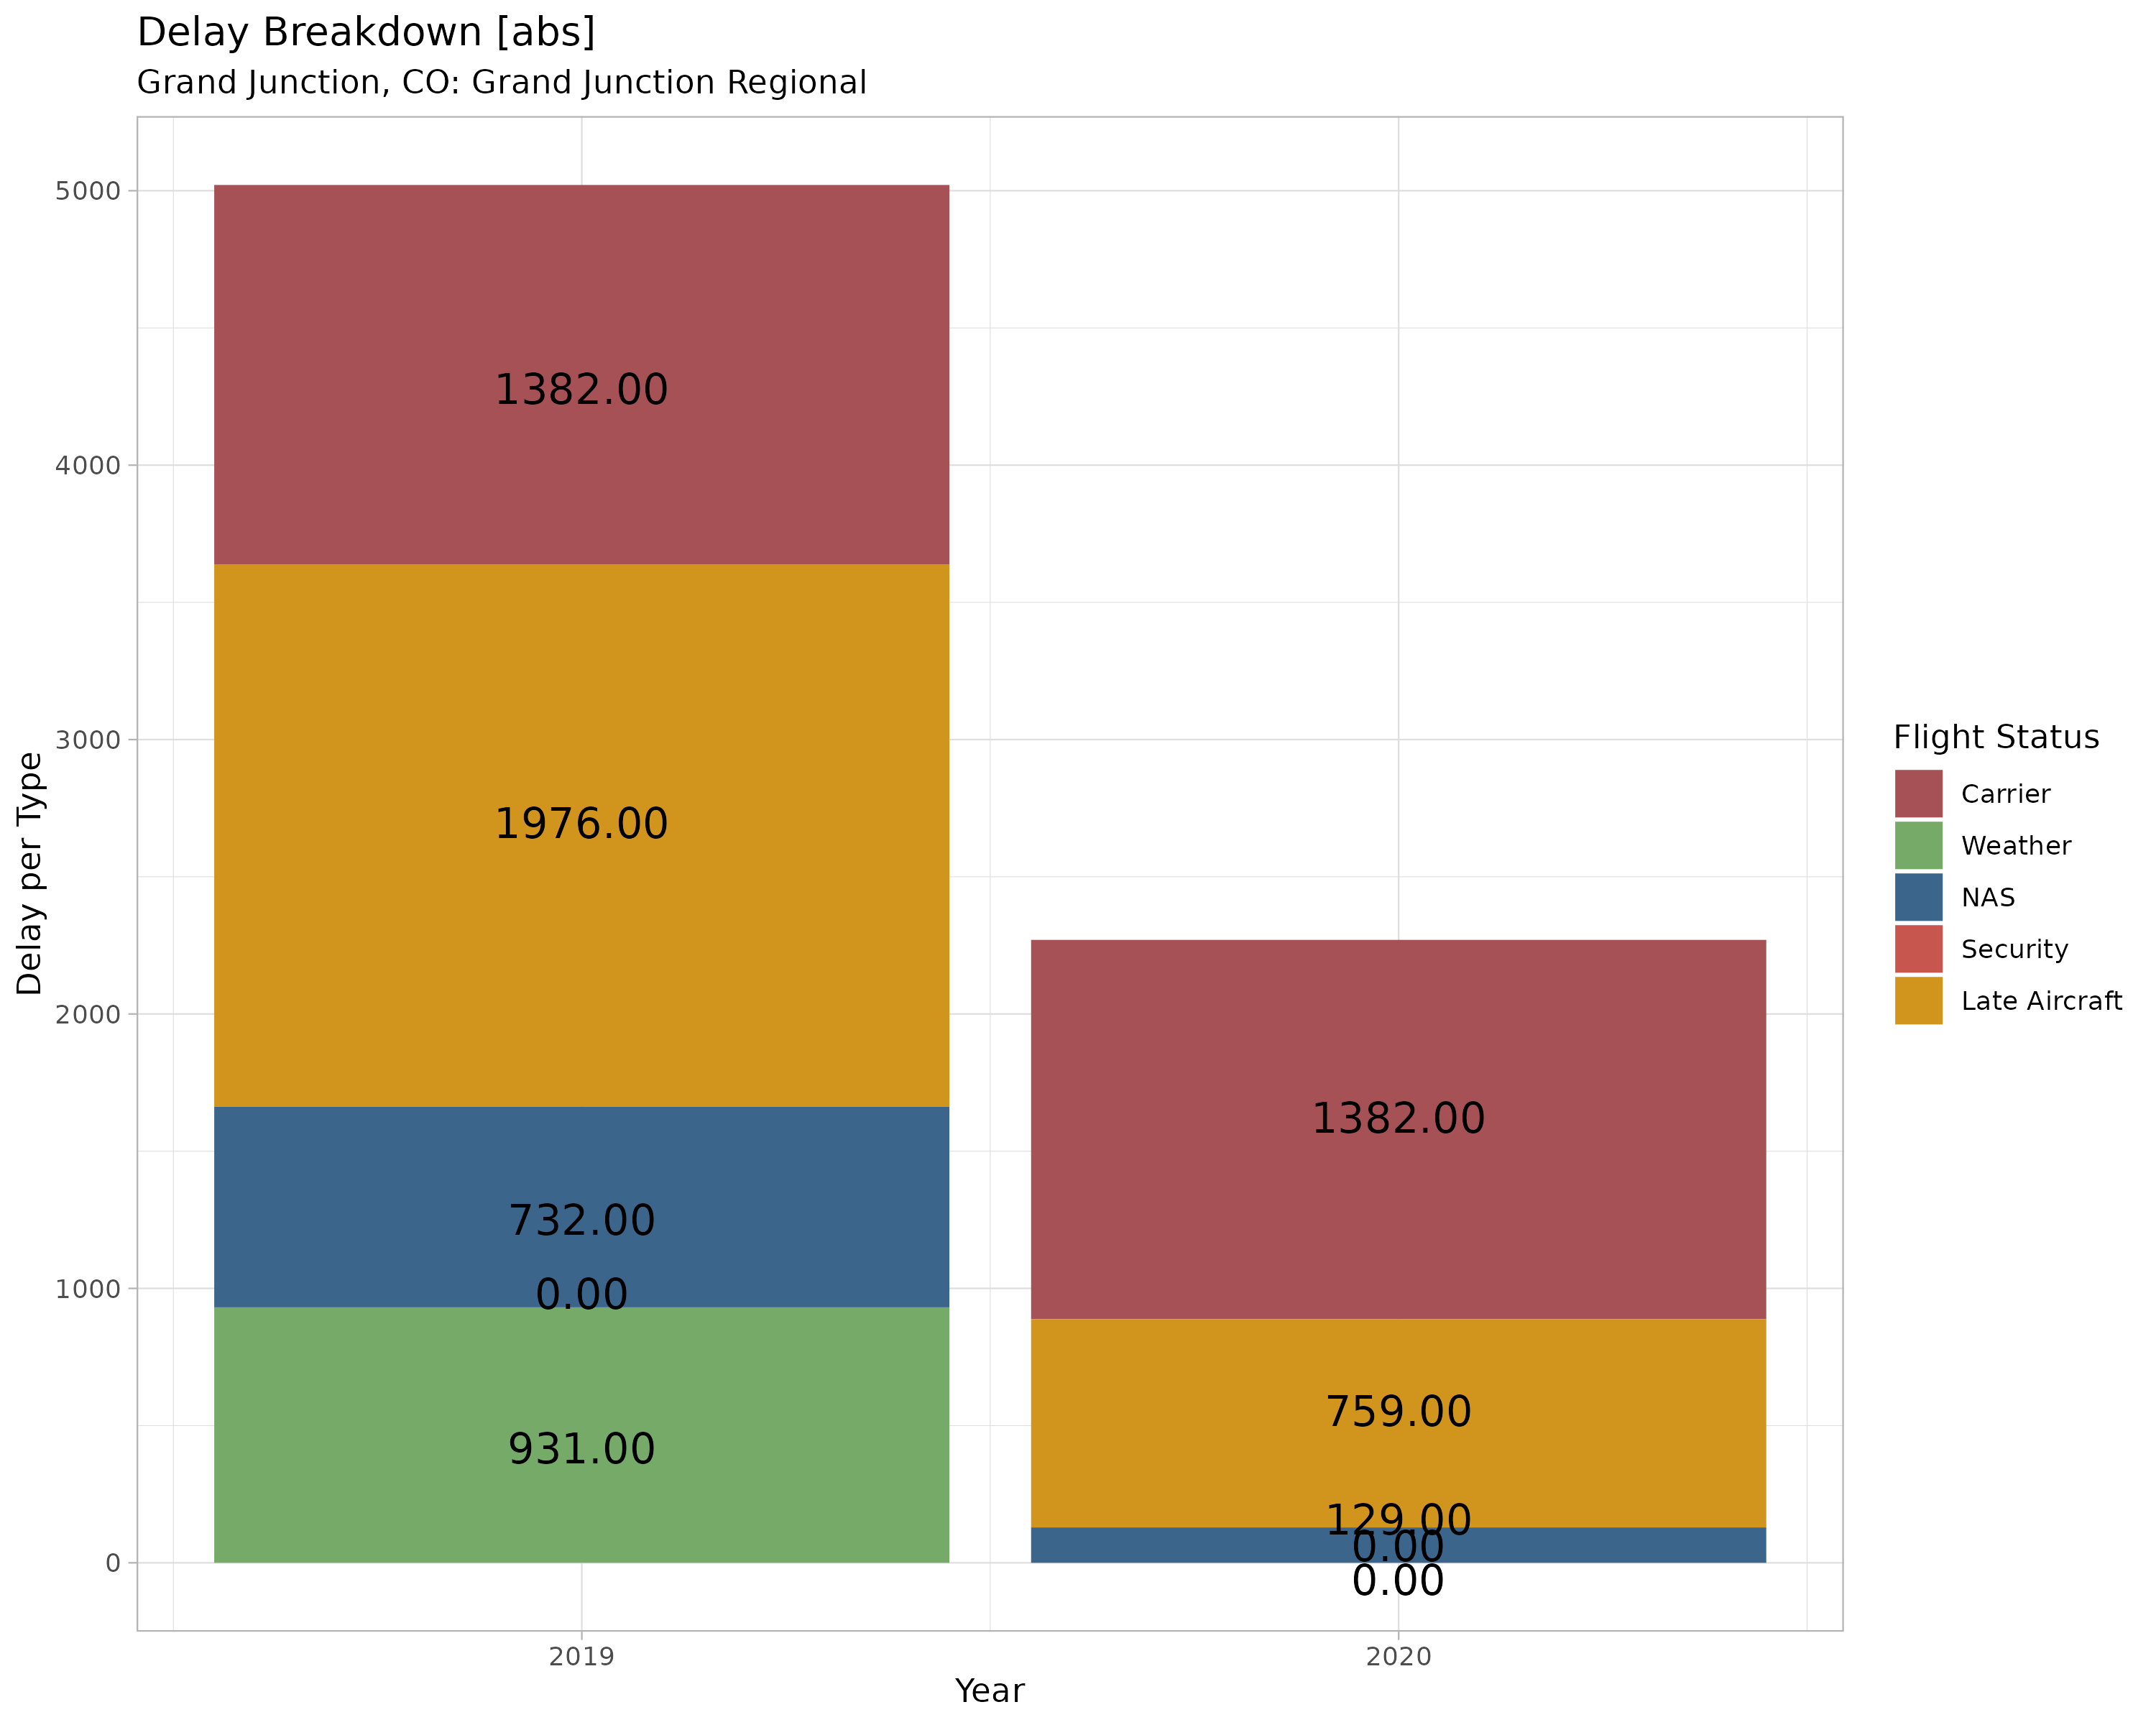 Delay Breakdown [abs]
Grand Junction, CO: Grand Junction Regional
Delay per Type
5000
4000
3000
2000
1000
0
1382.00
1976.00
732.00
0.00
931.00
1382.00
759.00
129.00
0.00
0.00
2019
2020
Year
Flight Status
Carrier
Weather
NAS
Security
Late Aircraft